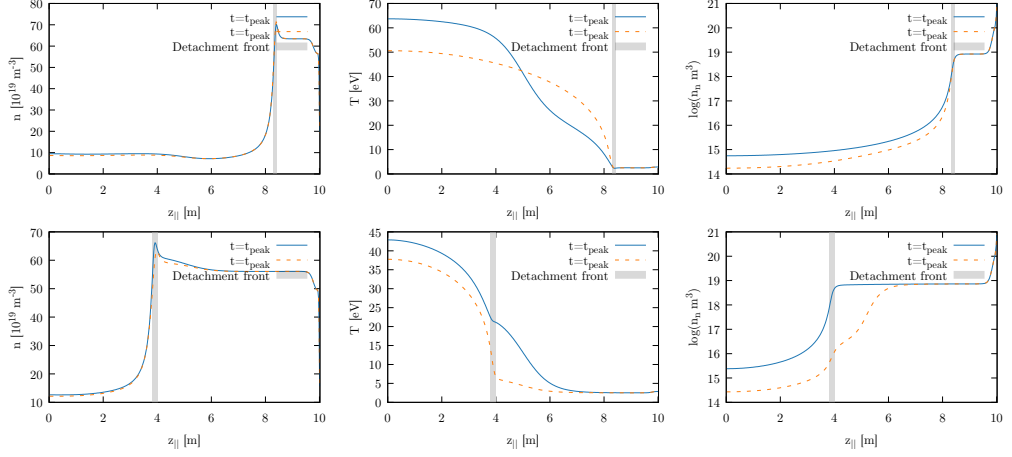 70
60
50
40
30
20
10
0
n [10^19 m^-3]
t=t_peak
t=t_peak
Detachment front
0 2 4 6 8 10
z_|| [m]
70
60
50
40
30
20
10
0
T [eV]
t=t_peak
t=t_peak
Detachment front
0 2 4 6 8 10
z_|| [m]
21
20
19
18
17
16
15
14
log(n_n m^3)
t=t_peak
t=t_peak
Detachment front
0 2 4 6 8 10
z_|| [m]
70
60
50
40
30
20
10
n [10^19 m^-3]
t=t_peak
t=t_peak
Detachment front
0 2 4 6 8 10
z_|| [m]
45
40
35
30
25
20
15
10
5
0
T [eV]
t=t_peak
t=t_peak
Detachment front
0 2 4 6 8 10
z_|| [m]
21
20
19
18
17
16
15
14
log(n_n m^3)
t=t_peak
t=t_peak
Detachment front
0 2 4 6 8 10
z_|| [m]